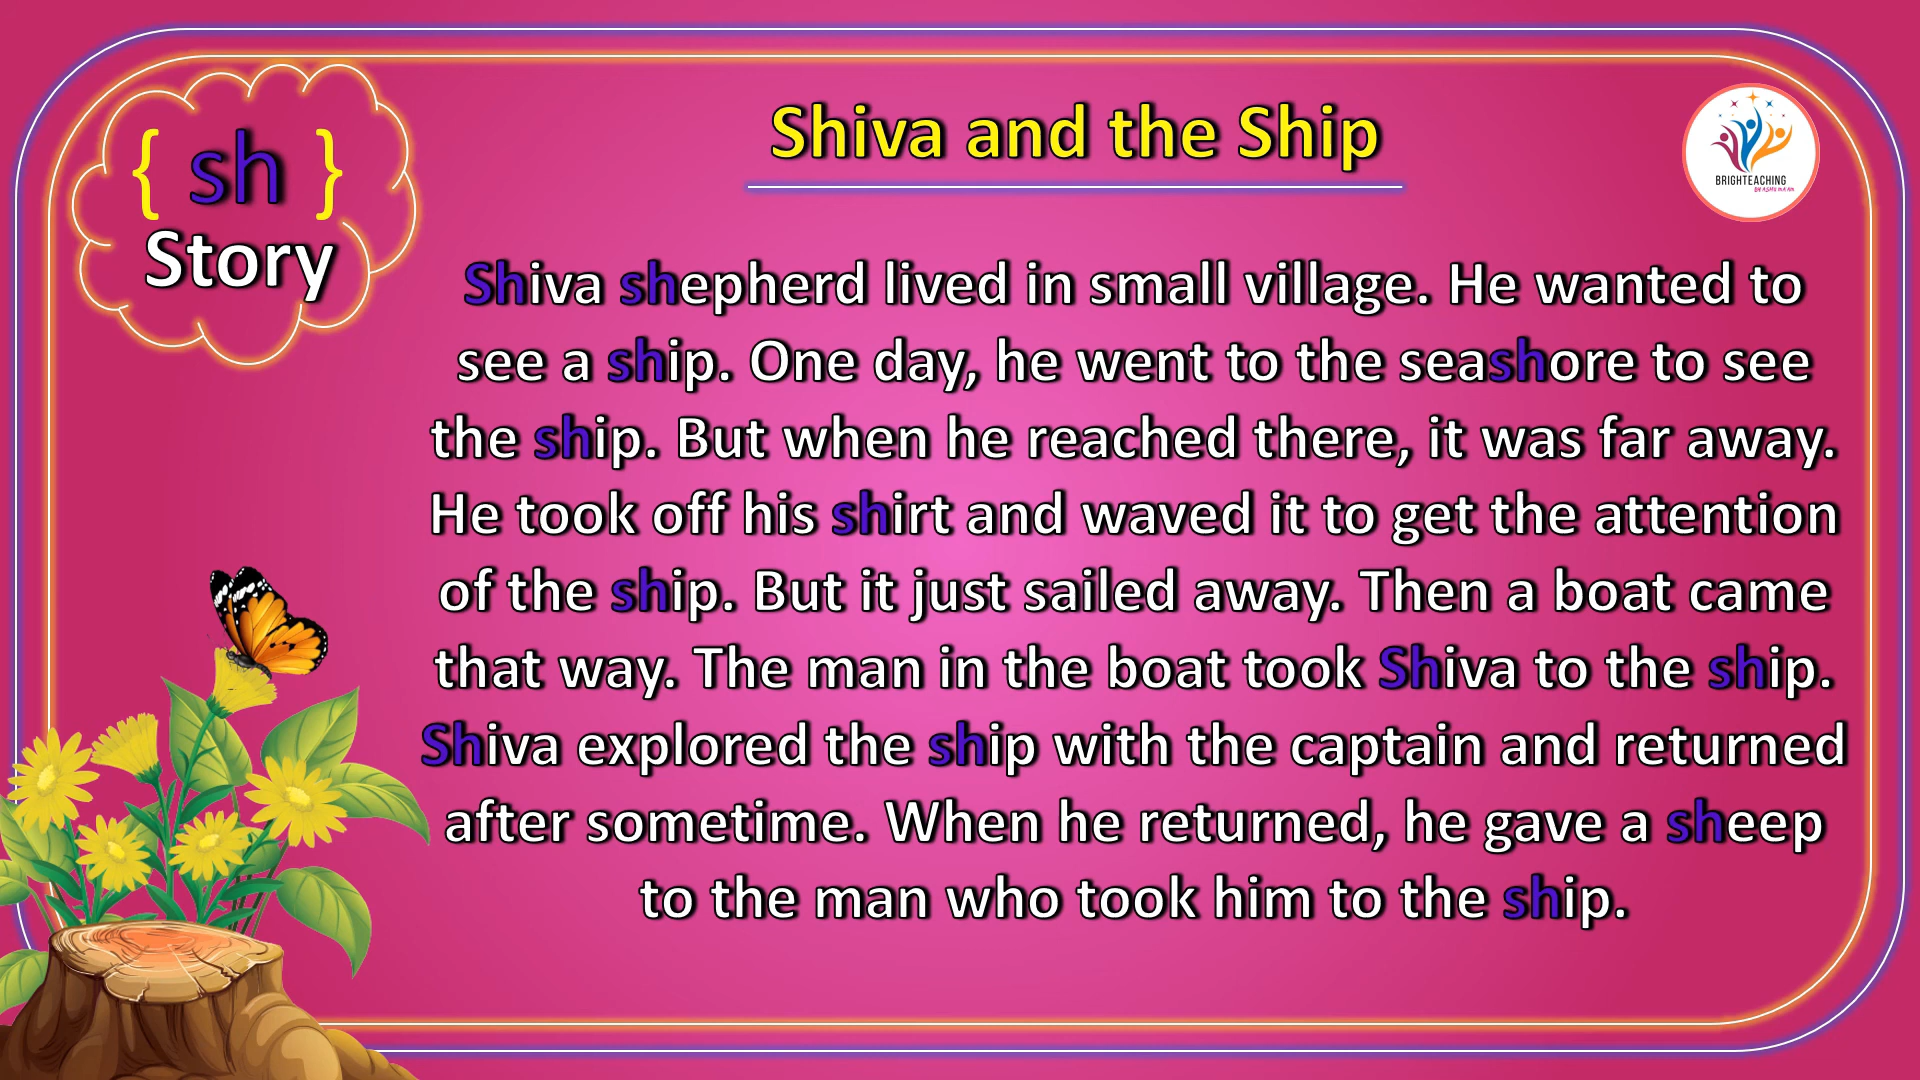 { sh }
Story
Shiva and the Ship
BRIGHTEACHING
Shiva shepherd lived in small village. He wanted to
see a ship. One day, he went to the seashore to see
the ship. But when he reached there, it was far away.
He took off his shirt and waved it to get the attention
of the ship. But it just sailed away. Then a boat came
that way. The man in the boat took Shiva to the ship.
Shiva explored the ship with the captain and returned
after sometime. When he returned, he gave a sheep
to the man who took him to the ship.